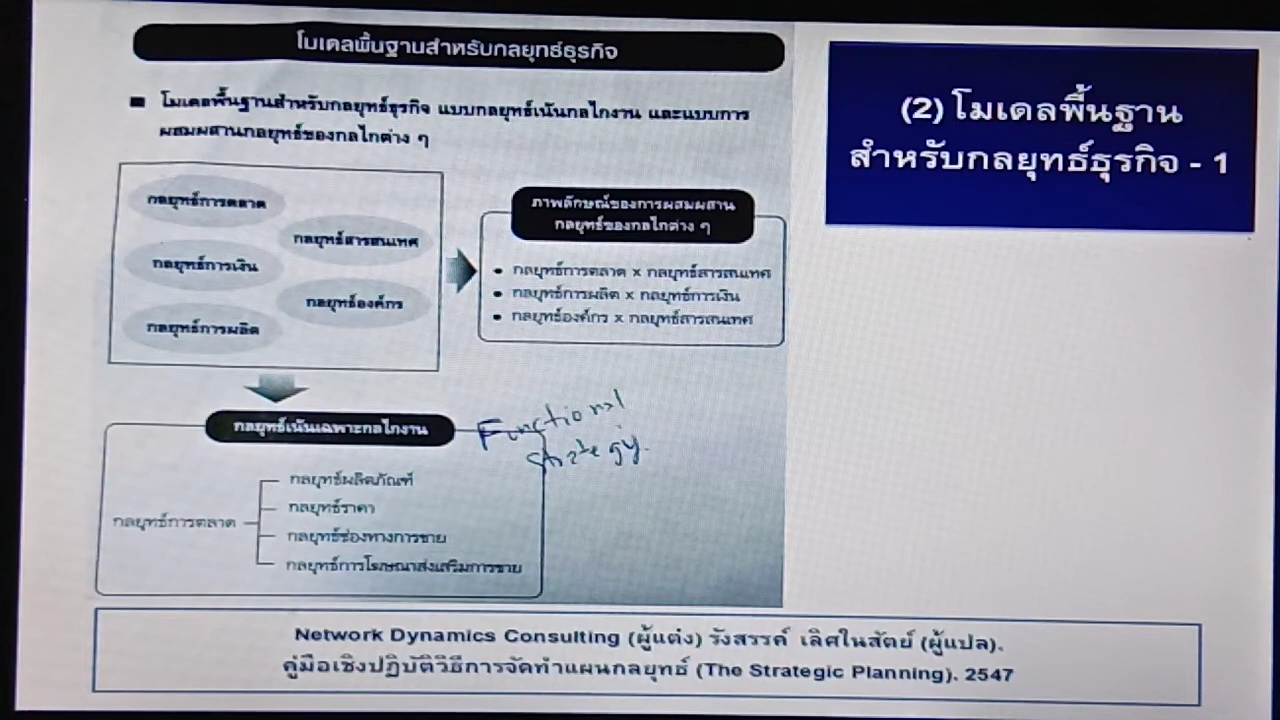 โมเดลพื้นฐานสำหรับกลยุทธ์ธุรกิจ
(2) โมเดลพื้นฐาน
สำหรับกลยุทธ์ธุรกิจ - 1
■ โมเดลพื้นฐานสำหรับกลยุทธ์ธุรกิจ แบบกลยุทธ์เน้นกลไกงาน และแบบการ
ผสมผสานกลยุทธ์ของกลไกต่าง ๆ
กลยุทธ์การตลาด
กลยุทธ์สารสนเทศ
กลยุทธ์การเงิน
กลยุทธ์องค์กร
กลยุทธ์การผลิต
ภาพลักษณ์ของการผสมผสาน
กลยุทธ์ของกลไกต่าง ๆ
• กลยุทธ์การตลาด x กลยุทธ์สารสนเทศ
• กลยุทธ์การผลิต x กลยุทธ์การเงิน
• กลยุทธ์องค์กร x กลยุทธ์สารสนเทศ
กลยุทธ์เน้นเฉพาะกลไกงาน
Functional
strategy.
กลยุทธ์การตลาด
กลยุทธ์ผลิตภัณฑ์
กลยุทธ์ราคา
กลยุทธ์ช่องทางการขาย
กลยุทธ์การโฆษณาส่งเสริมการขาย
Network Dynamics Consulting (ผู้แต่ง) รังสรรค์ เลิศในสัตย์ (ผู้แปล).
คู่มือเชิงปฏิบัติวิธีการจัดทำแผนกลยุทธ์ (The Strategic Planning). 2547